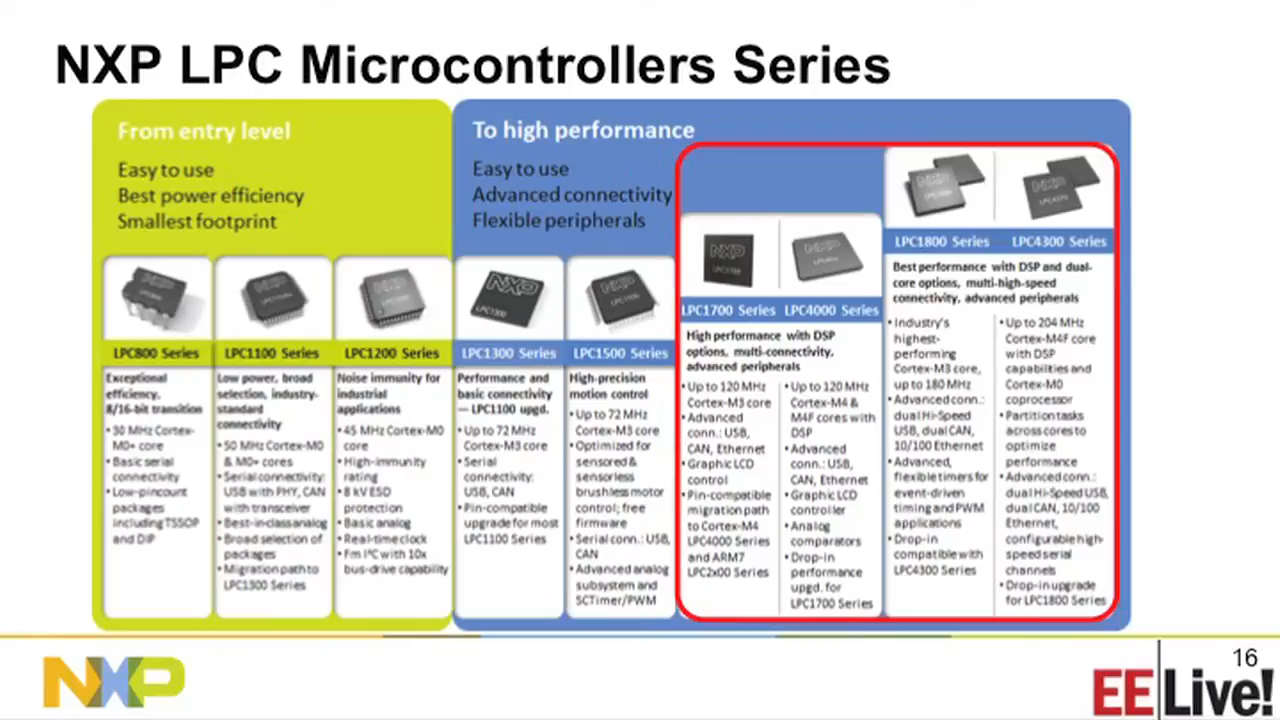 NXP LPC Microcontrollers Series
From entry level
Easy to use
Best power efficiency
Smallest footprint
To high performance
Easy to use
Advanced connectivity
Flexible peripherals
LPC800 Series
Exceptional
efficiency,
8/16-bit transition
• 30 MHz Cortex-
M0+ core
• Basic serial
connectivity
• Low-pincount
packages
including TSSOP
and DIP
LPC1100 Series
Low power, broad
selection, industry-
standard
connectivity
• 50 MHz Cortex-M0
& M0+ cores
• Serial connectivity:
USB with PHY, CAN
with transceiver
• Best-in-class analog
• Broad selection of
packages
• Migration path to
LPC1300 Series
LPC1200 Series
Noise immunity for
industrial
applications
• 45 MHz Cortex-M0
core
• High-immunity
rating
• 8 kV ESD
protection
• Basic analog
• Real-time clock
• Fm I²C with 10x
bus-drive capability
NXP
LPC1300
LPC1300 Series
Performance and
basic connectivity
— LPC1100 upgd.
• Up to 72 MHz
Cortex-M3 core
• Serial
connectivity:
USB, CAN
• Pin-compatible
upgrade for most
LPC1100 Series
NXP
LPC1500 Series
High-precision
motion control
• Up to 72 MHz
Cortex-M3 core
• Optimized for
sensored &
sensorless
brushless motor
control; free
firmware
• Serial conn.: USB,
CAN
• Advanced analog
subsystem and
SCTimer/PWM
NXP
LPC1700 Series LPC4000 Series
High performance with DSP
options, multi-connectivity,
advanced peripherals
• Up to 120 MHz
Cortex-M3 core
• Advanced
conn.: USB,
CAN, Ethernet
• Graphic LCD
control
• Pin-compatible
migration path
to Cortex-M4
LPC4000 Series
and ARM7
LPC2x00 Series
• Up to 120 MHz
Cortex-M4 &
M4F cores with
DSP
• Advanced
conn.: USB,
CAN, Ethernet
• Graphic LCD
controller
• Analog
comparators
• Drop-in
performance
upgd. for
LPC1700 Series
NXP
NXP
LPC1800 Series LPC4300 Series
Best performance with DSP and dual-
core options, multi-high-speed
connectivity, advanced peripherals
• Industry's
highest-
performing
Cortex-M3 core,
up to 180 MHz
• Advanced conn.:
dual Hi-Speed
USB, dual CAN,
10/100 Ethernet
• Advanced,
flexible timers for
event-driven
timing and PWM
applications
• Drop-in
compatible with
LPC4300 Series
• Up to 204 MHz
Cortex-M4F core
with DSP
capabilities and
Cortex-M0
coprocessor
• Partition tasks
across cores to
optimize
performance
• Advanced conn.:
dual Hi-Speed USB,
dual CAN, 10/100
Ethernet,
configurable high-
speed serial
channels
• Drop-in upgrade
for LPC1800 Series
NXP
16
EE Live!